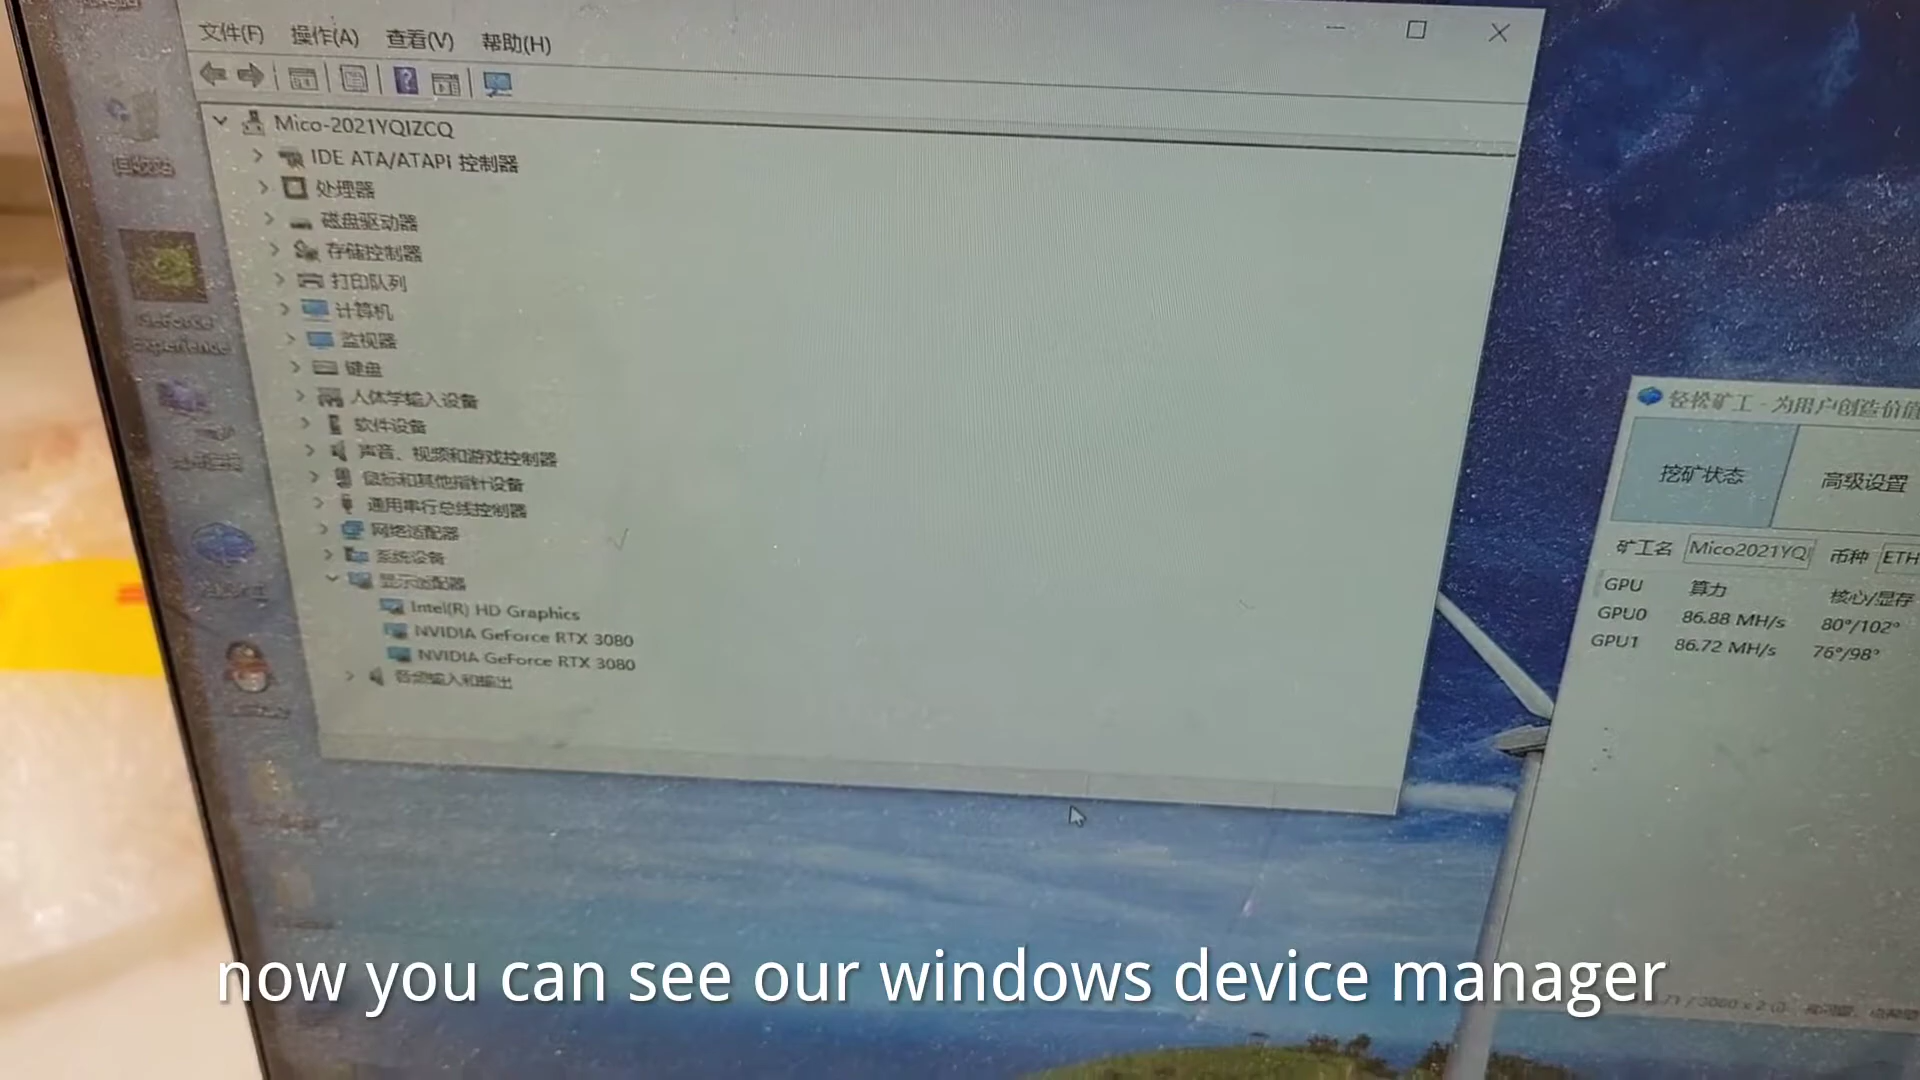 文件(F) 操作(A) 查看(V) 帮助(H)
Mico-2021YQIZCQ
IDE ATA/ATAPI 控制器
处理器
磁盘驱动器
存储控制器
打印队列
计算机
监视器
键盘
人体学输入设备
软件设备
声音、视频和游戏控制器
鼠标和其他指针设备
通用串行总线控制器
网络适配器
系统设备
显示适配器
Intel(R) HD Graphics
NVIDIA GeForce RTX 3080
NVIDIA GeForce RTX 3080
音频输入和输出
回收站
GeForce
Experience
轻松矿工 - 为用户创造价值
挖矿状态 高级设置
矿工名 Mico2021YQI 币种 ETH
GPU 算力 核心/显存
GPU0 86.88 MH/s 80°/102°
GPU1 86.72 MH/s 76°/98°
now you can see our windows device manager